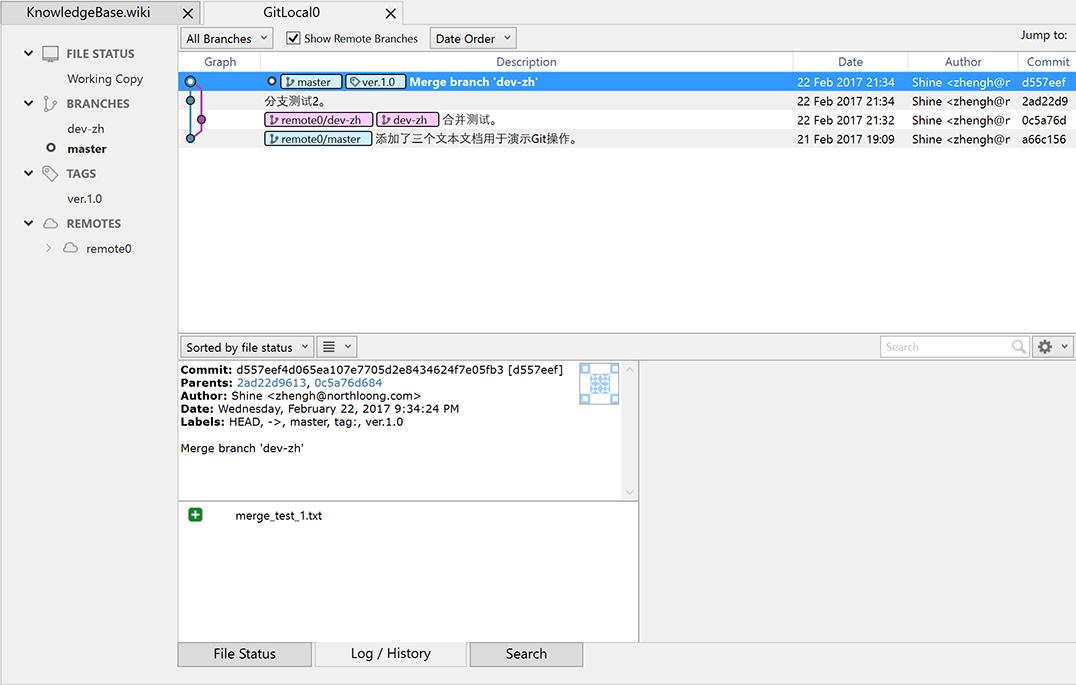 KnowledgeBase.wiki
GitLocal0
FILE STATUS
Working Copy
BRANCHES
dev-zh
master
TAGS
ver.1.0
REMOTES
remote0
All Branches
Show Remote Branches
Date Order
Jump to:
Graph Description Date Author Commit
master ver.1.0 Merge branch 'dev-zh' 22 Feb 2017 21:34 Shine <zhengh@r d557eef
分支测试2。 22 Feb 2017 21:34 Shine <zhengh@r 2ad22d9
remote0/dev-zh dev-zh 合并测试。 22 Feb 2017 21:32 Shine <zhengh@r 0c5a76d
remote0/master 添加了三个文本文档用于演示Git操作。 21 Feb 2017 19:09 Shine <zhengh@r a66c156
Sorted by file status
Search
Commit: d557eef4d065ea107e7705d2e8434624f7e05fb3 [d557eef]
Parents: 2ad22d9613, 0c5a76d684
Author: Shine <zhengh@northloong.com>
Date: Wednesday, February 22, 2017 9:34:24 PM
Labels: HEAD, ->, master, tag:, ver.1.0
Merge branch 'dev-zh'
merge_test_1.txt
File Status
Log / History
Search